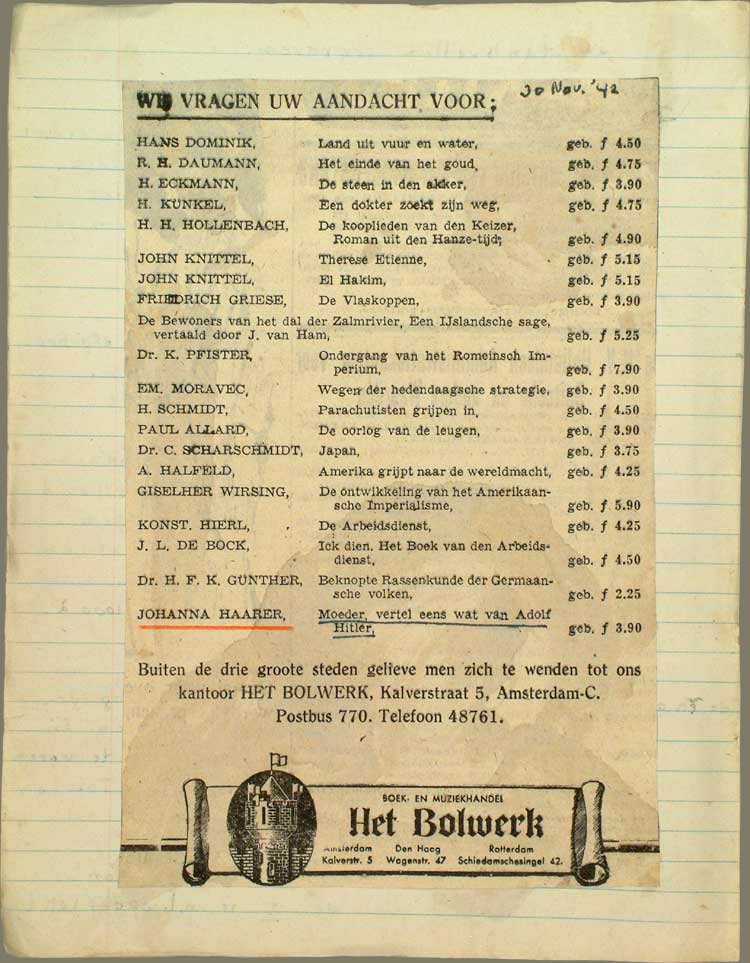 30 Nov. '42
WIJ VRAGEN UW AANDACHT VOOR:
HANS DOMINIK, Land uit vuur en water, geb. f 4.50
R. H. DAUMANN, Het einde van het goud, geb. f 4.75
H. ECKMANN, De steen in den akker, geb. f 3.90
H. KÜNKEL, Een dokter zoekt zijn weg, geb. f 4.75
H. H. HOLLENBACH, De kooplieden van den Keizer,
Roman uit den Hanze-tijd; geb. f 4.90
JOHN KNITTEL, Therese Etienne, geb. f 5.15
JOHN KNITTEL, El Hakim, geb. f 5.15
FRIEDRICH GRIESE, De Vlaskoppen, geb. f 3.90
De Bewoners van het dal der Zalmrivier, Een IJslandsche sage,
vertaald door J. van Ham, geb. f 5.25
Dr. K. PFISTER, Ondergang van het Romeinsch Im-
perium, geb. f 7.90
EM. MORAVEC, Wegen der hedendaagsche strategie, geb. f 3.90
H. SCHMIDT, Parachutisten grijpen in, geb. f 4.50
PAUL ALLARD, De oorlog van de leugen, geb. f 3.90
Dr. C. SCHARSCHMIDT, Japan, geb. f 3.75
A. HALFELD, Amerika grijpt naar de wereldmacht, geb. f 4.25
GISELHER WIRSING, De ontwikkeling van het Amerikaan-
sche Imperialisme, geb. f 5.90
KONST. HIERL, De Arbeidsdienst, geb. f 4.25
J. L. DE BOCK, Ick dien. Het Boek van den Arbeids-
dienst, geb. f 4.50
Dr. H. F. K. GÜNTHER, Beknopte Rassenkunde der Germaan-
sche volken, geb. f 2.25
JOHANNA HAARER, Moeder, vertel eens wat van Adolf
Hitler, geb. f 3.90
Buiten de drie groote steden gelieve men zich te wenden tot ons
kantoor HET BOLWERK, Kalverstraat 5, Amsterdam-C.
Postbus 770. Telefoon 48761.
BOEK- EN MUZIEKHANDEL
Het Bolwerk
Amsterdam Den Haag Rotterdam
Kalverstr. 5 Wagenstr. 47 Schiedamschesingel 42.